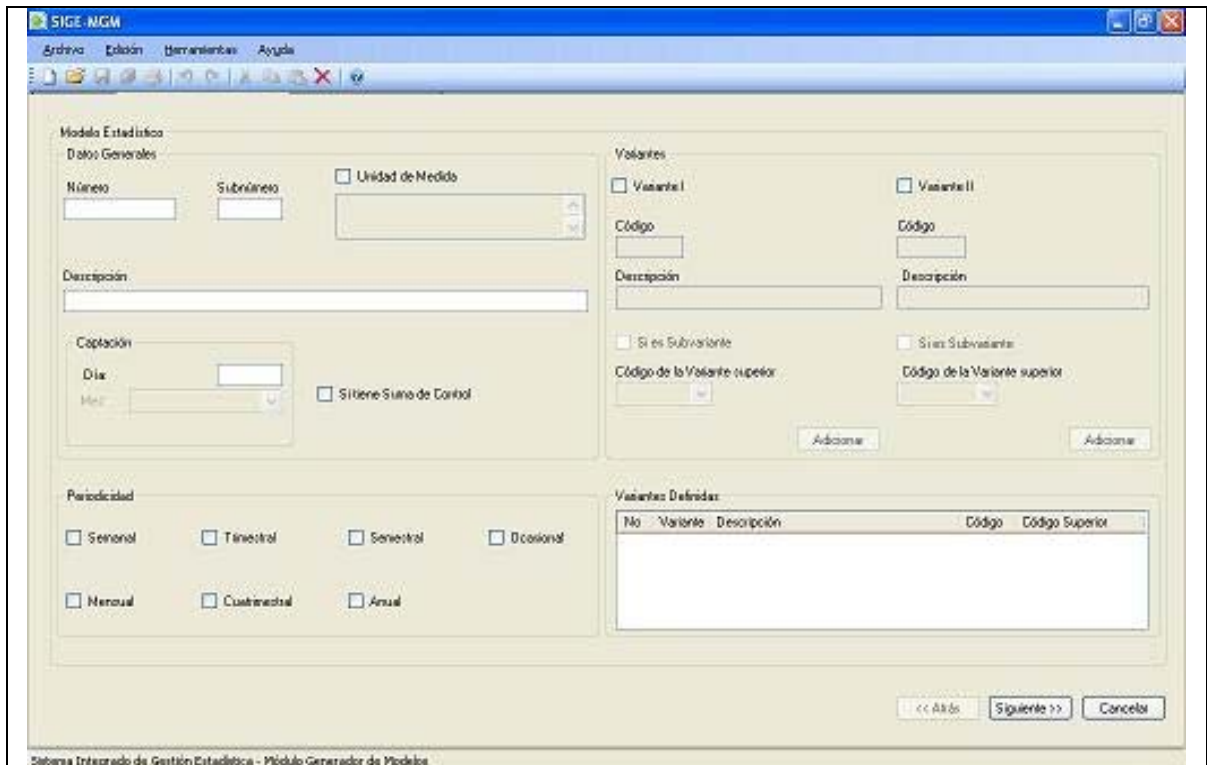 SIGE-MGM
Archivo Edición Herramientas Ayuda
Modelo Estadístico
Datos Generales
Número
Subnúmero
Unidad de Medida
Descripción
Captación
Día:
Mes:
Si tiene Suma de Control
Variantes
Variante I
Variante II
Código
Código
Descripción
Descripción
Si es Subvariante
Si es Subvariante
Código de la Variante superior
Código de la Variante superior
Adicionar
Adicionar
Periodicidad
Semanal
Trimestral
Semestral
Ocasional
Mensual
Cuatrimestral
Anual
Variantes Definidas
No Variante Descripción Código Código Superior
<< Atrás
Siguiente >>
Cancelar
Sistema Integrado de Gestión Estadística - Módulo Generador de Modelos